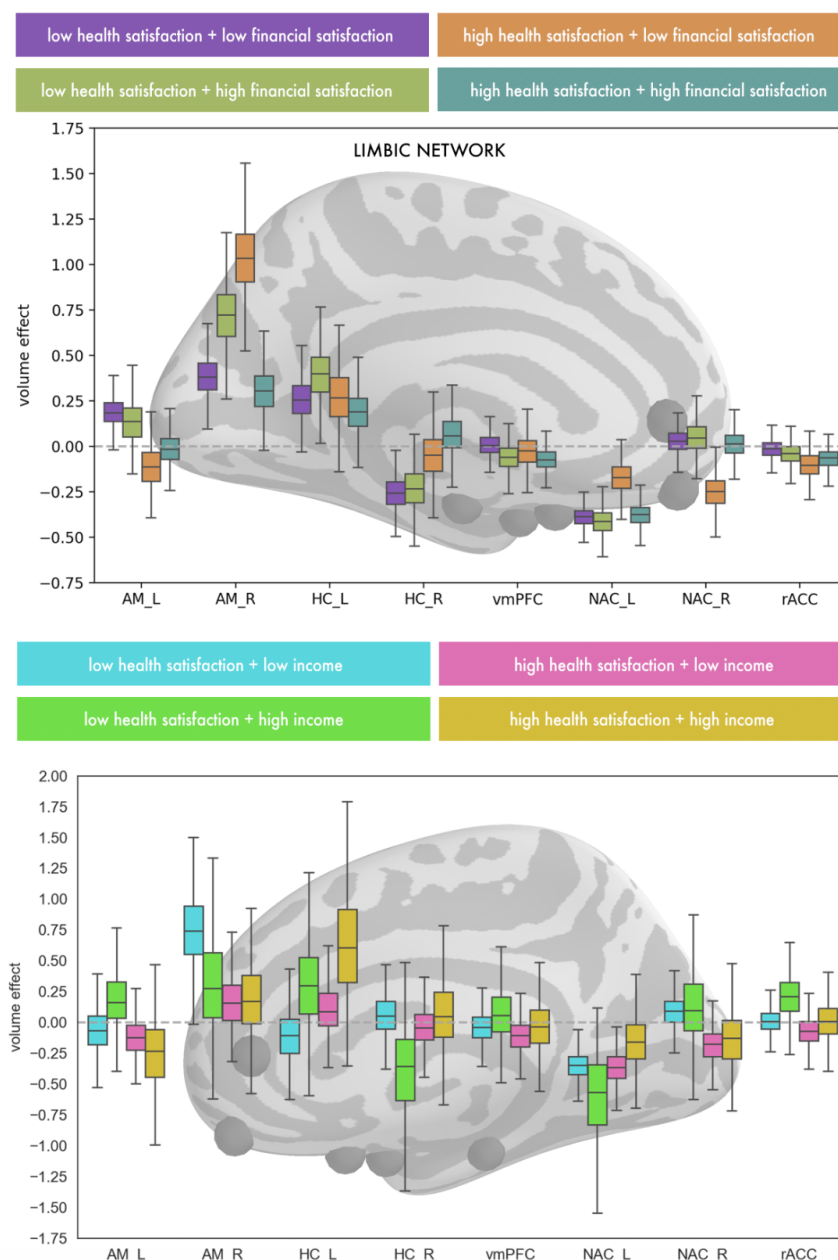 low health satisfaction + low financial satisfaction
high health satisfaction + low financial satisfaction
low health satisfaction + high financial satisfaction
high health satisfaction + high financial satisfaction
LIMBIC NETWORK
1.75
1.50
1.25
1.00
0.75
0.50
0.25
0.00
−0.25
−0.50
−0.75
volume effect
AM_L AM_R HC_L HC_R vmPFC NAC_L NAC_R rACC
low health satisfaction + low income
high health satisfaction + low income
low health satisfaction + high income
high health satisfaction + high income
2.00
1.75
1.50
1.25
1.00
0.75
0.50
0.25
0.00
−0.25
−0.50
−0.75
−1.00
−1.25
−1.50
−1.75
volume effect
AM_L AM_R HC_L HC_R vmPFC NAC_L NAC_R rACC